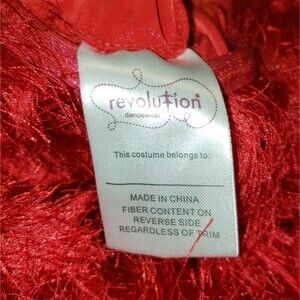 revolution®
dancewear
This costume belongs to:
MADE IN CHINA
FIBER CONTENT ON
REVERSE SIDE
REGARDLESS OF TRIM